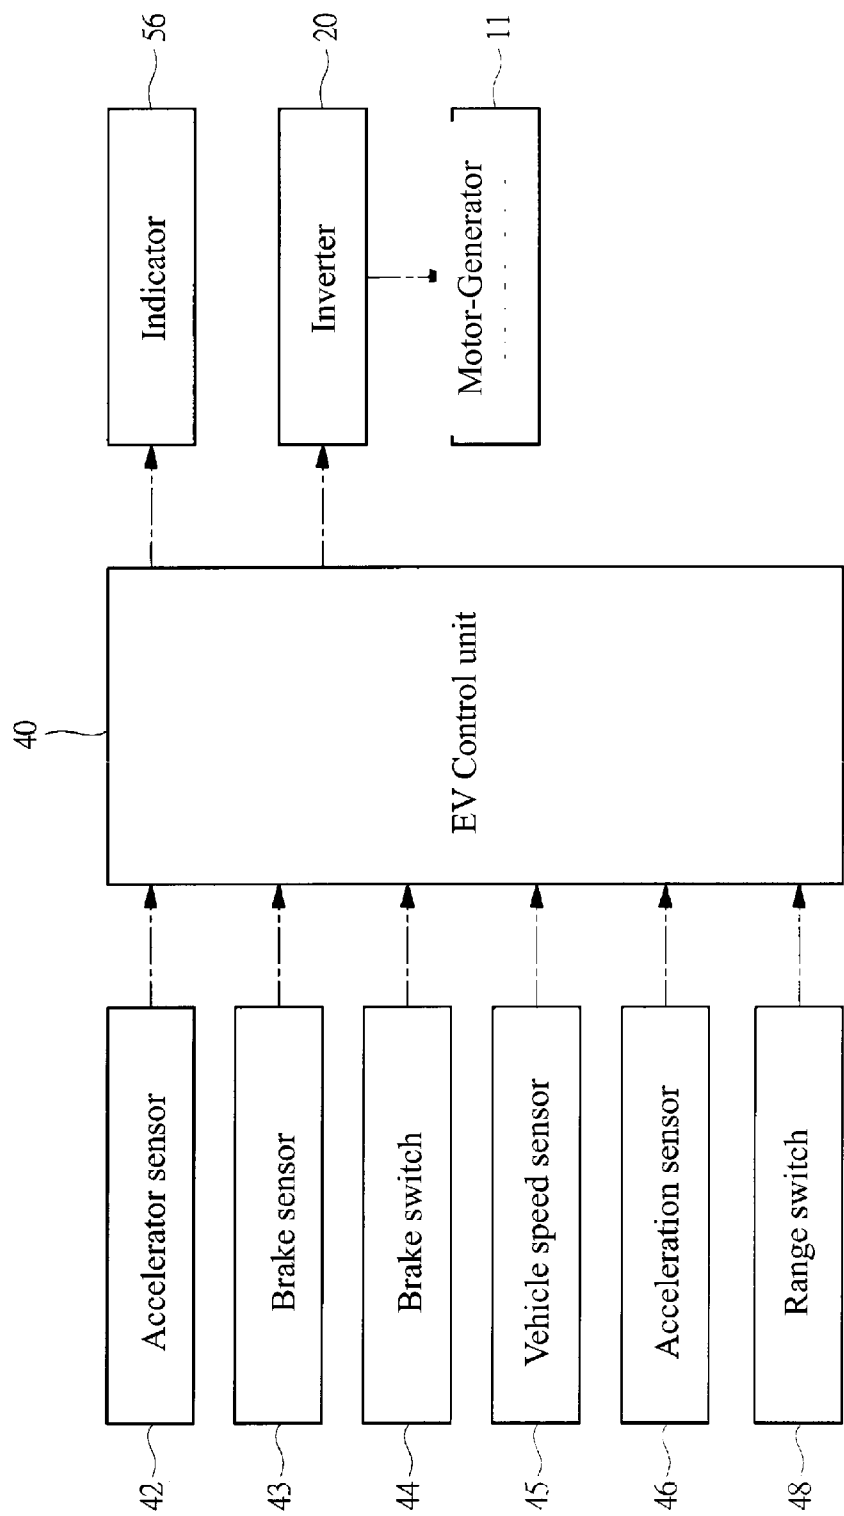 40
42
Accelerator sensor
43
Brake sensor
44
Brake switch
45
Vehicle speed sensor
46
Acceleration sensor
48
Range switch
EV Control unit
Indicator
56
Inverter
20
Motor-Generator
11